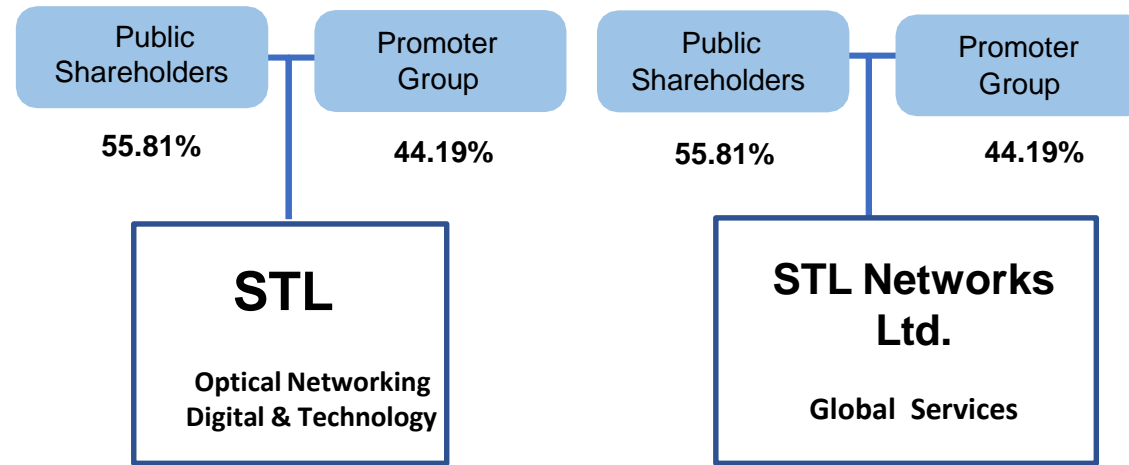 Public
Shareholders
Promoter
Group
55.81%
44.19%
STL
Optical Networking
Digital & Technology
Public
Shareholders
Promoter
Group
55.81%
44.19%
STL Networks
Ltd.
Global Services